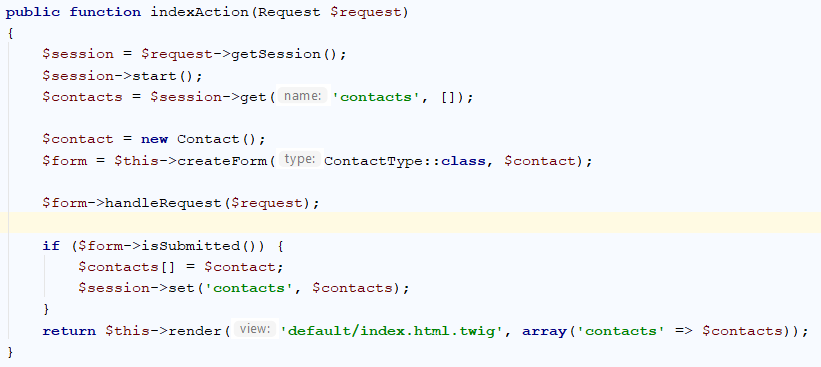 public function indexAction(Request $request)
{
    $session = $request->getSession();
    $session->start();
    $contacts = $session->get( name: 'contacts', []);
    $contact = new Contact();
    $form = $this->createForm( type: ContactType::class, $contact);
    $form->handleRequest($request);
    if ($form->isSubmitted()) {
        $contacts[] = $contact;
        $session->set('contacts', $contacts);
    }
    return $this->render( view: 'default/index.html.twig', array('contacts' => $contacts));
}